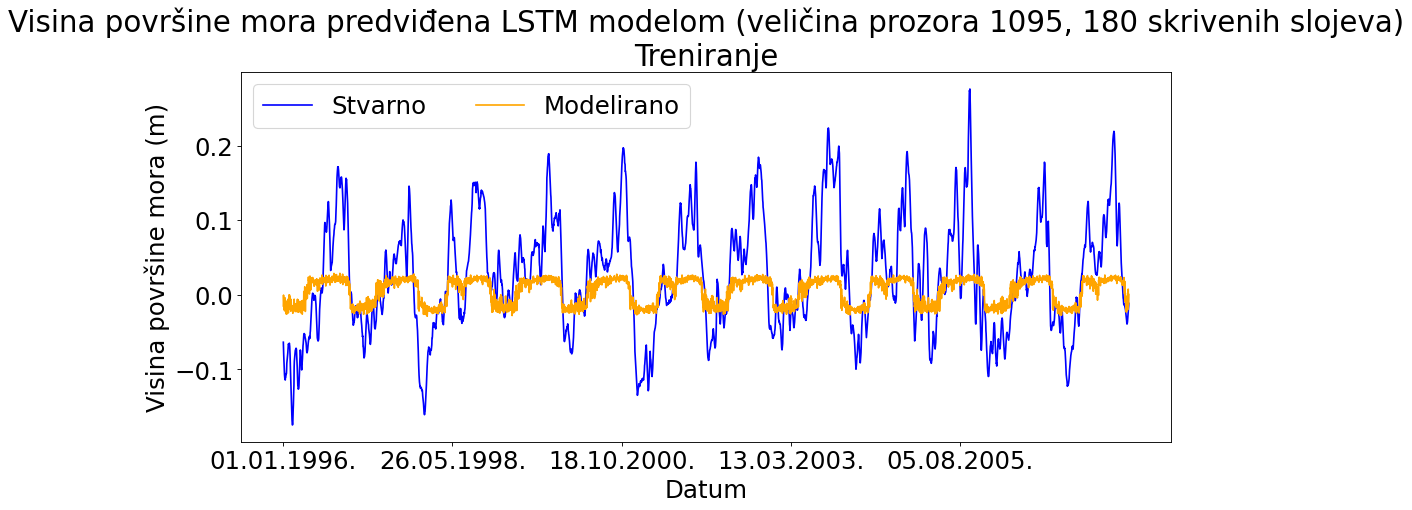 Visina površine mora predviđena LSTM modelom (veličina prozora 1095, 180 skrivenih slojeva)
Treniranje
Stvarno
Modelirano
Visina površine mora (m)
0.2
0.1
0.0
−0.1
01.01.1996.
26.05.1998.
18.10.2000.
13.03.2003.
05.08.2005.
Datum